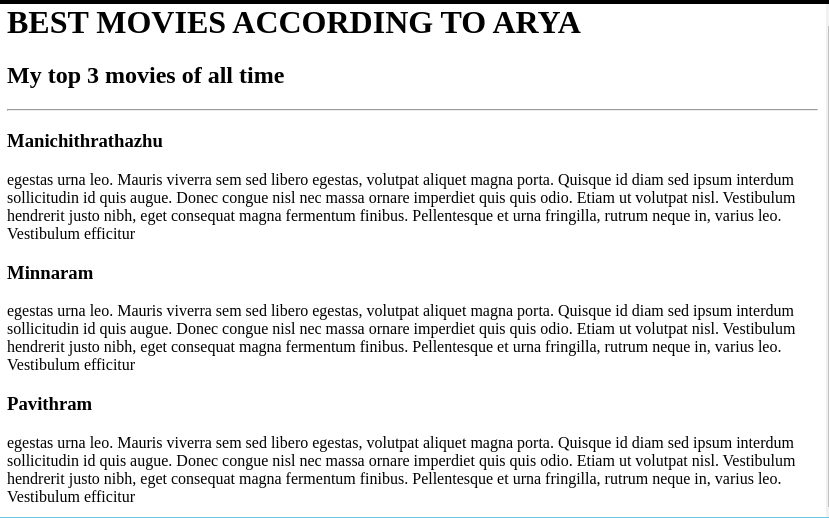 BEST MOVIES ACCORDING TO ARYA
My top 3 movies of all time
Manichithrathazhu
egestas urna leo. Mauris viverra sem sed libero egestas, volutpat aliquet magna porta. Quisque id diam sed ipsum interdum
sollicitudin id quis augue. Donec congue nisl nec massa ornare imperdiet quis quis odio. Etiam ut volutpat nisl. Vestibulum
hendrerit justo nibh, eget consequat magna fermentum finibus. Pellentesque et urna fringilla, rutrum neque in, varius leo.
Vestibulum efficitur
Minnaram
egestas urna leo. Mauris viverra sem sed libero egestas, volutpat aliquet magna porta. Quisque id diam sed ipsum interdum
sollicitudin id quis augue. Donec congue nisl nec massa ornare imperdiet quis quis odio. Etiam ut volutpat nisl. Vestibulum
hendrerit justo nibh, eget consequat magna fermentum finibus. Pellentesque et urna fringilla, rutrum neque in, varius leo.
Vestibulum efficitur
Pavithram
egestas urna leo. Mauris viverra sem sed libero egestas, volutpat aliquet magna porta. Quisque id diam sed ipsum interdum
sollicitudin id quis augue. Donec congue nisl nec massa ornare imperdiet quis quis odio. Etiam ut volutpat nisl. Vestibulum
hendrerit justo nibh, eget consequat magna fermentum finibus. Pellentesque et urna fringilla, rutrum neque in, varius leo.
Vestibulum efficitur